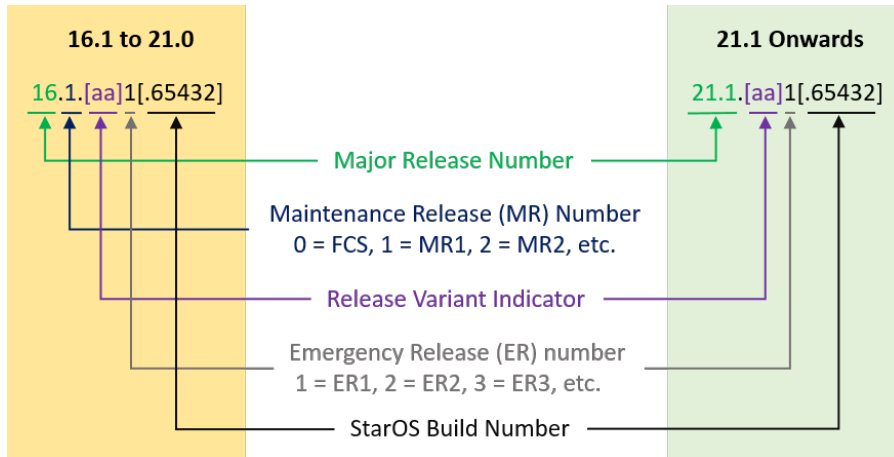 16.1 to 21.0
21.1 Onwards
16.1.[aa]1[.65432]
21.1.[aa]1[.65432]
Major Release Number
Maintenance Release (MR) Number
0 = FCS, 1 = MR1, 2 = MR2, etc.
Release Variant Indicator
Emergency Release (ER) number
1 = ER1, 2 = ER2, 3 = ER3, etc.
StarOS Build Number